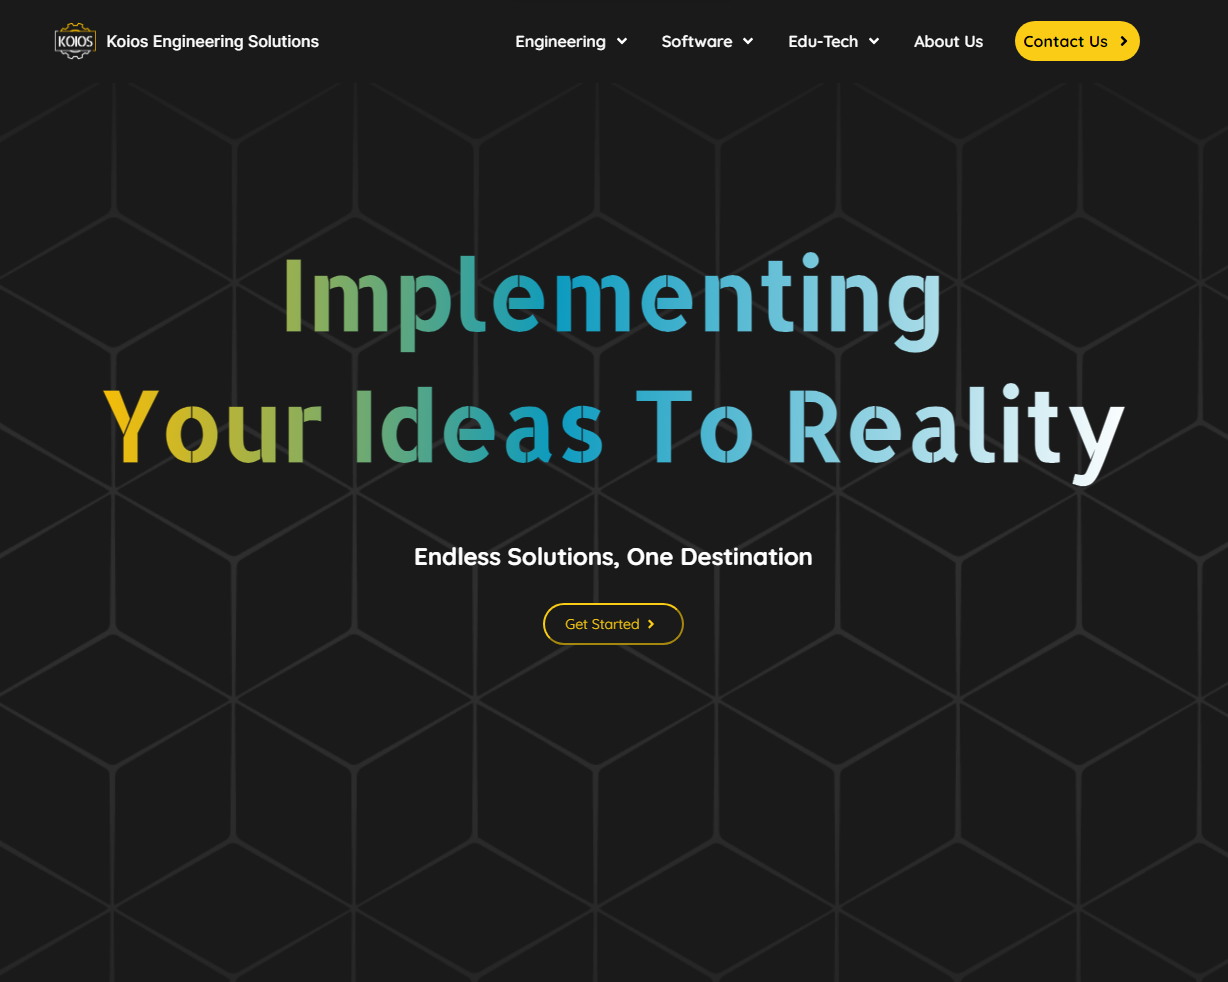 KOIOS Koios Engineering Solutions Engineering Software Edu-Tech About Us Contact Us
Implementing
Your Ideas To Reality
Endless Solutions, One Destination
Get Started